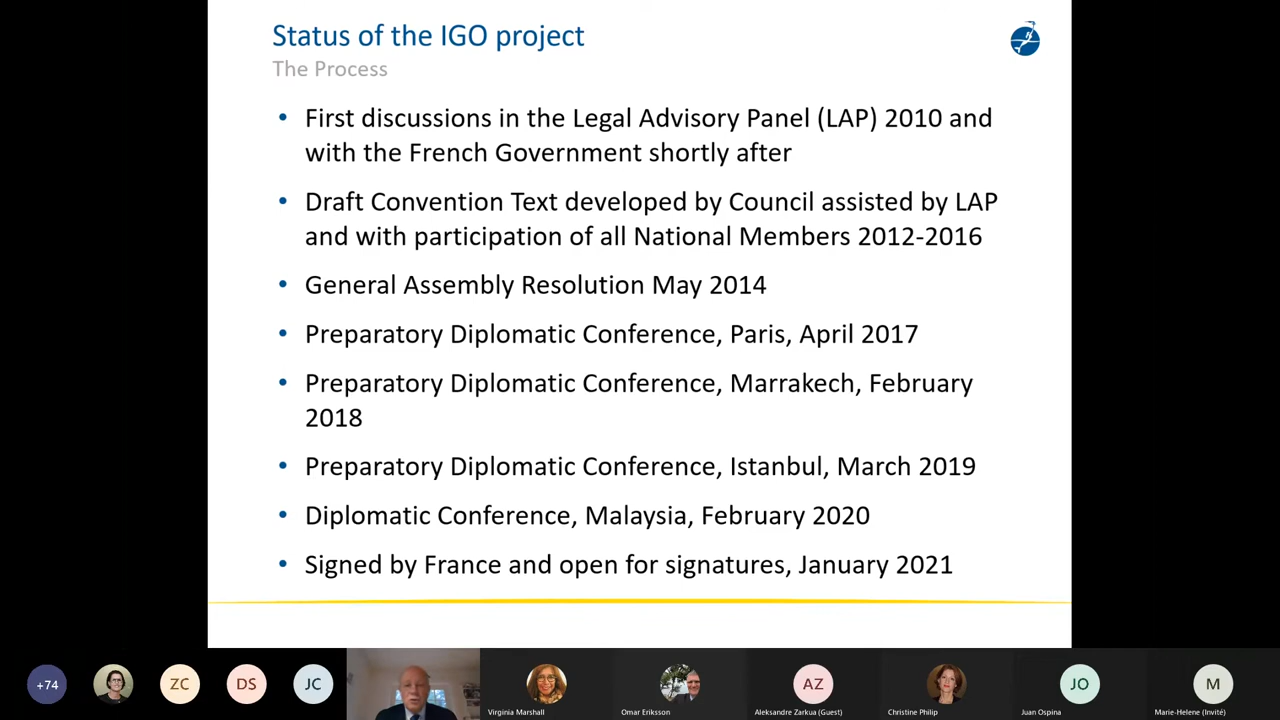 Status of the IGO project
The Process
• First discussions in the Legal Advisory Panel (LAP) 2010 and
with the French Government shortly after
• Draft Convention Text developed by Council assisted by LAP
and with participation of all National Members 2012-2016
• General Assembly Resolution May 2014
• Preparatory Diplomatic Conference, Paris, April 2017
• Preparatory Diplomatic Conference, Marrakech, February
2018
• Preparatory Diplomatic Conference, Istanbul, March 2019
• Diplomatic Conference, Malaysia, February 2020
• Signed by France and open for signatures, January 2021
+74
ZC
DS
JC
AZ
JO
M
Virginia Marshall
Omar Eriksson
Aleksandre Zarkua (Guest)
Christine Philip
Juan Ospina
Marie-Helene (Invité)